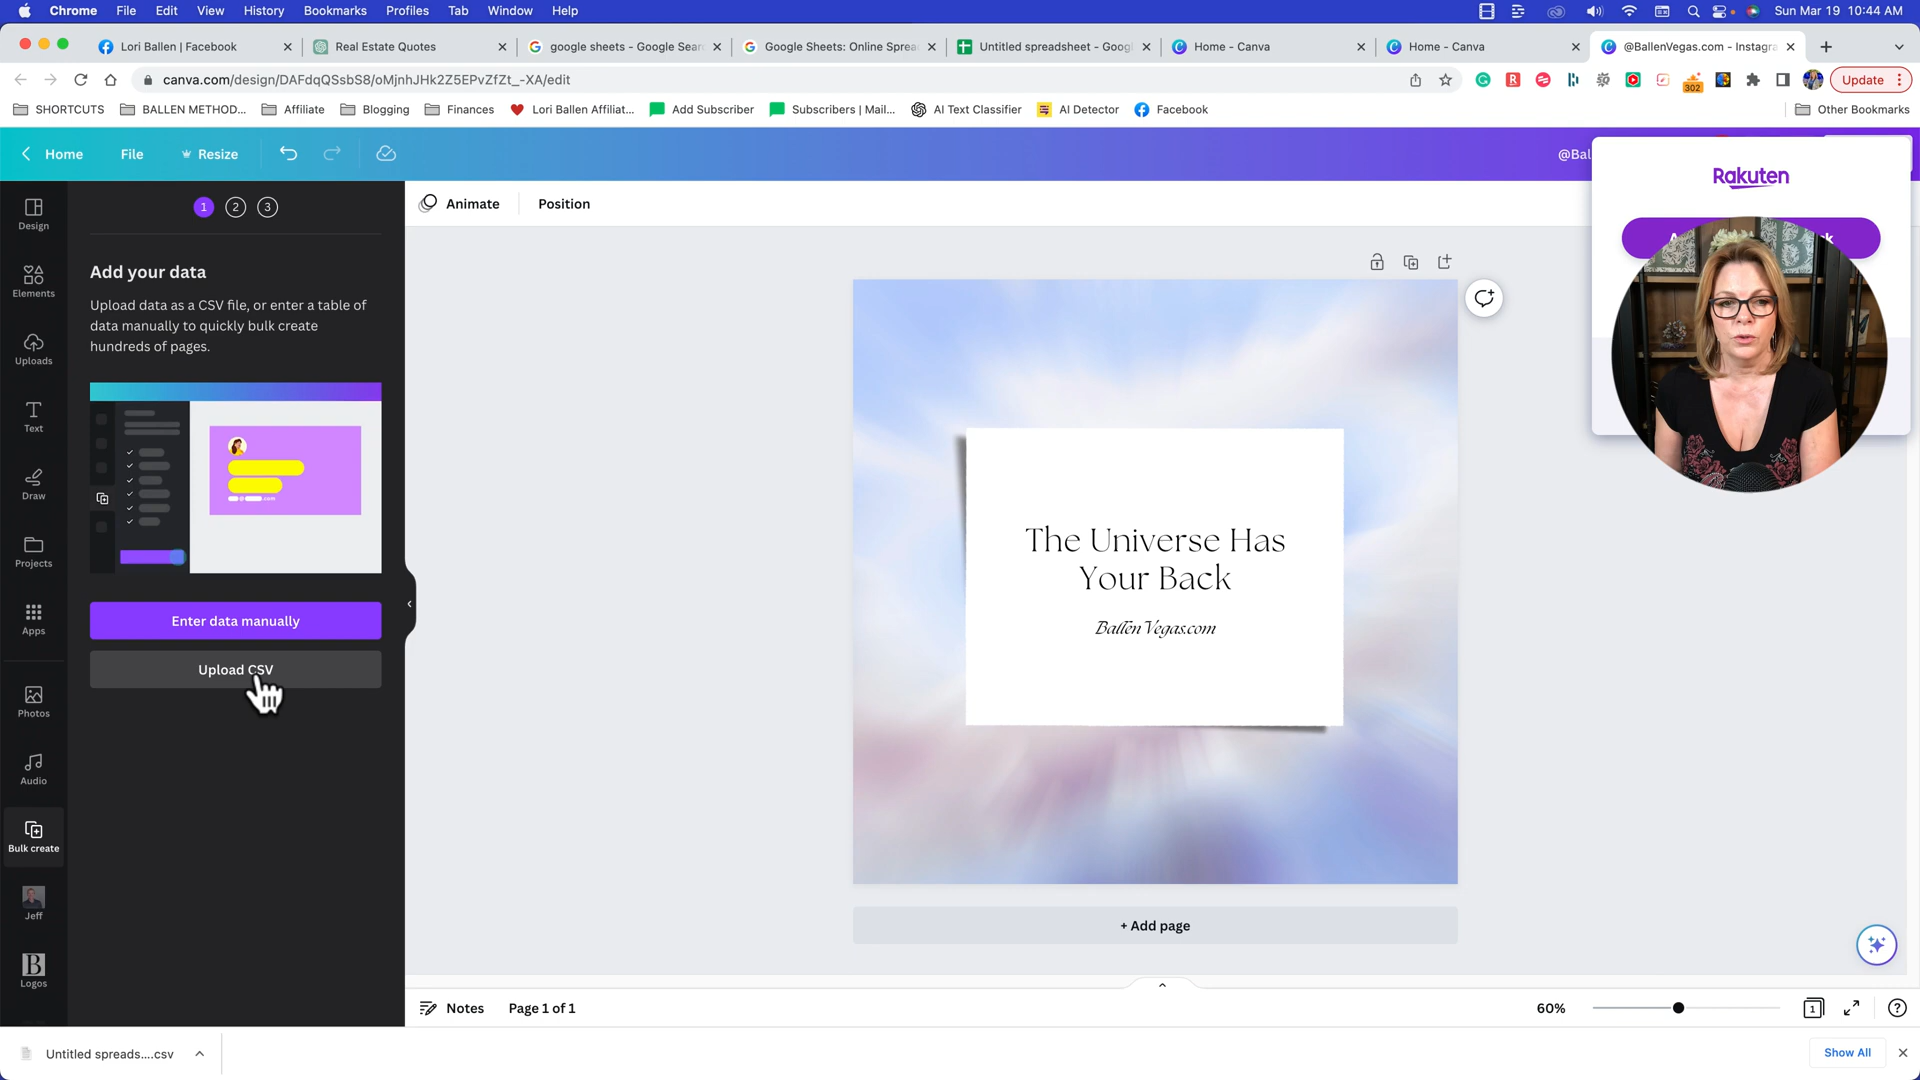 Chrome File Edit View History Bookmarks Profiles Tab Window Help
Sun Mar 19 10:44 AM
Lori Ballen | Facebook
Real Estate Quotes
google sheets - Google Sear
Google Sheets: Online Sprea
Untitled spreadsheet - Googl
Home - Canva
Home - Canva
@BallenVegas.com - Instagra
canva.com/design/DAFdqQSsbS8/oMjnhJHk2Z5EPvZfZt_-XA/edit
302
Update
SHORTCUTS
BALLEN METHOD...
Affiliate
Blogging
Finances
Lori Ballen Affiliat...
Add Subscriber
Subscribers | Mail...
AI Text Classifier
AI Detector
Facebook
Other Bookmarks
Home
File
Resize
@Bal
Rakuten
Design
Elements
Uploads
Text
Draw
Projects
Apps
Photos
Audio
Bulk create
Jeff
B
Logos
1 2 3
Add your data
Upload data as a CSV file, or enter a table of
data manually to quickly bulk create
hundreds of pages.
Enter data manually
Upload CSV
Animate
Position
The Universe Has
Your Back
BallenVegas.com
+ Add page
Notes
Page 1 of 1
60%
1
Untitled spreads....csv
Show All